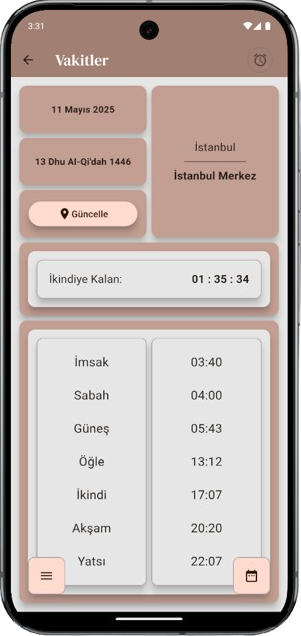 3:31
Vakitler
11 Mayıs 2025
13 Dhu Al-Qi'dah 1446
Güncelle
İstanbul
İstanbul Merkez
İkindiye Kalan: 01 : 35 : 34
İmsak 03:40
Sabah 04:00
Güneş 05:43
Öğle 13:12
İkindi 17:07
Akşam 20:20
Yatsı 22:07